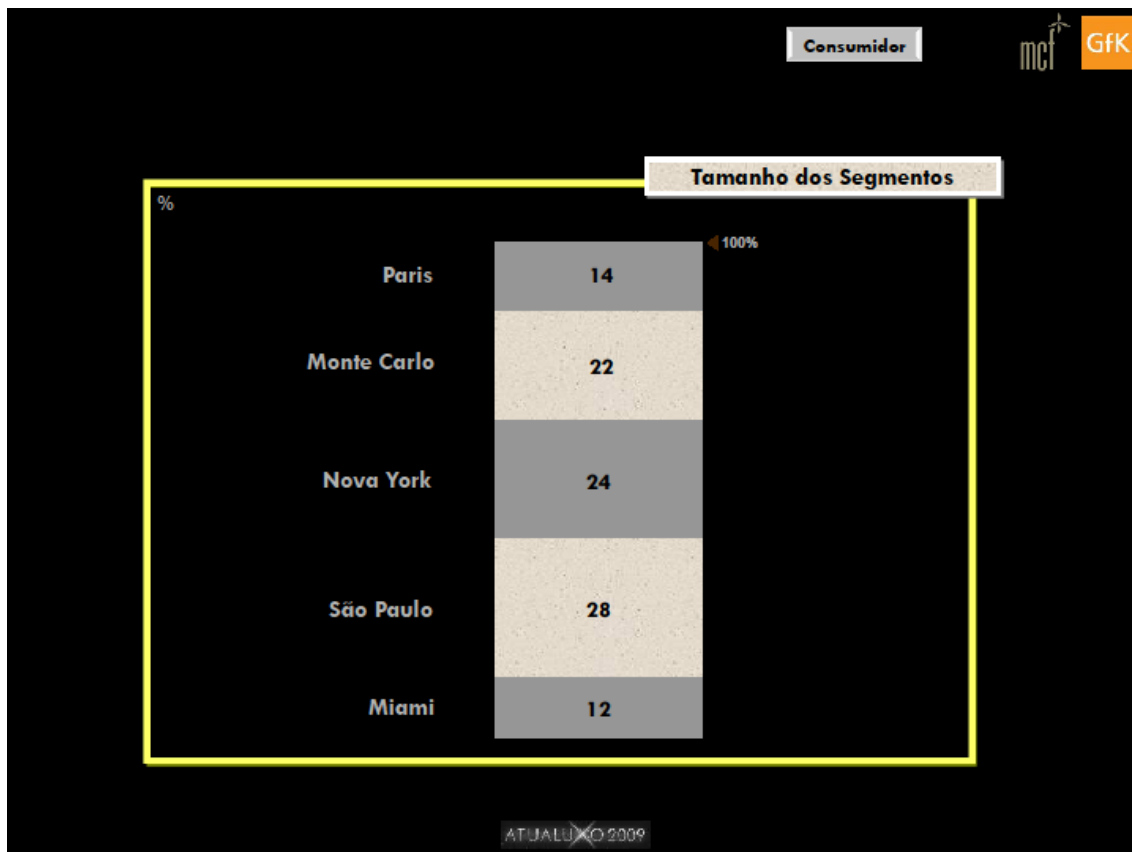 Consumidor
mcf
GfK
Tamanho dos Segmentos
%
100%
Paris
14
Monte Carlo
22
Nova York
24
São Paulo
28
Miami
12
ATUALUXO 2009